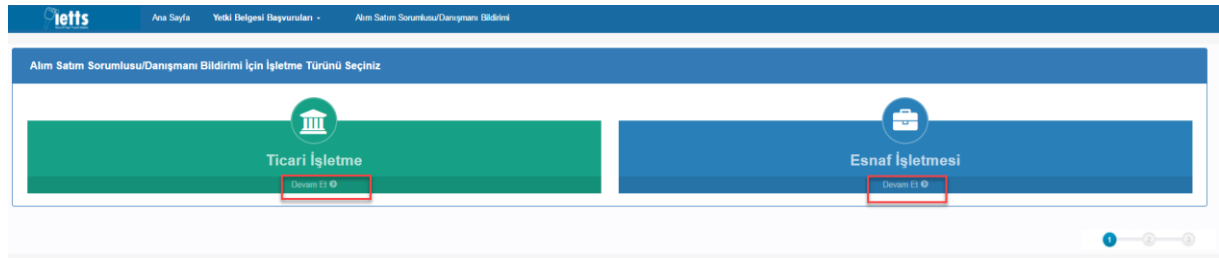 ietts
Ana Sayfa Yetki Belgesi Başvuruları Alım Satım Sorumlusu/Danışmanı Bildirimi
Alım Satım Sorumlusu/Danışmanı Bildirimi İçin İşletme Türünü Seçiniz
Ticari İşletme
Devam Et
Esnaf İşletmesi
Devam Et
1 2 3